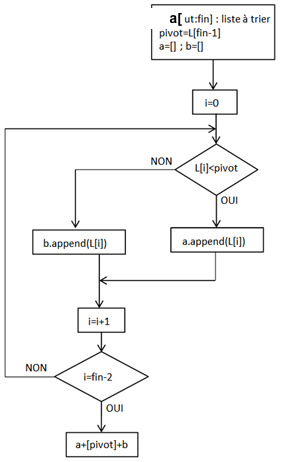 a[ ut:fin] : liste à trier
pivot=L[fin-1]
a=[] ; b=[]
i=0
L[i]<pivot
NON
OUI
b.append(L[i])
a.append(L[i])
i=i+1
NON
i=fin-2
OUI
a+[pivot]+b